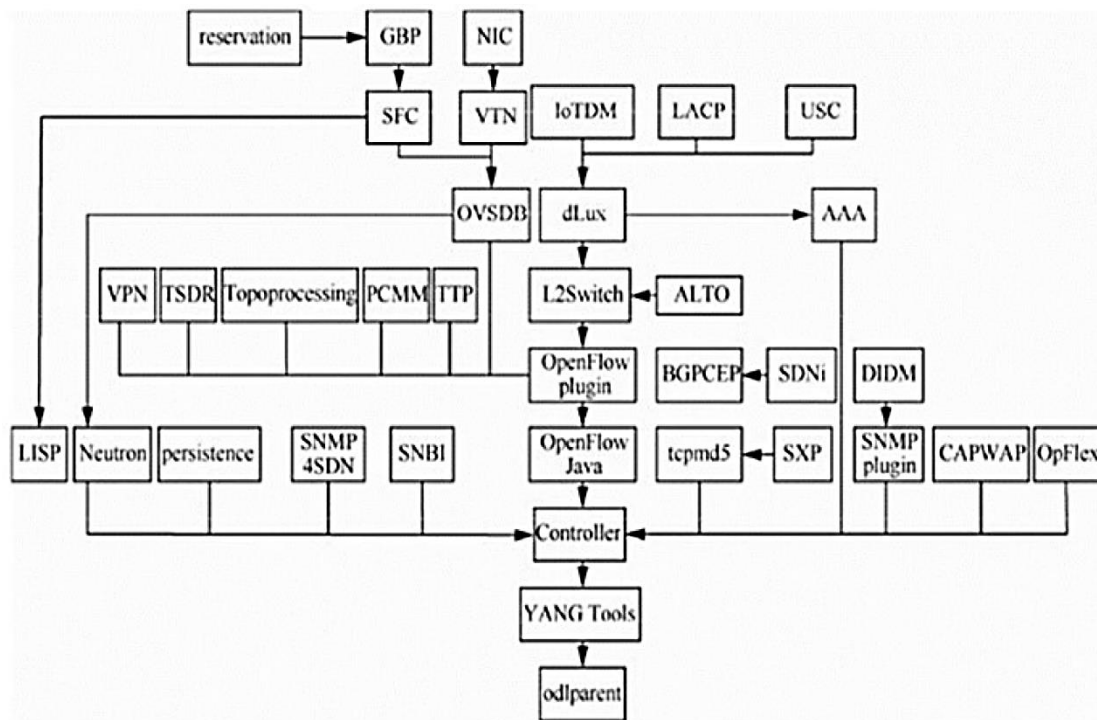 reservation
GBP
NIC
SFC
VTN
IoTDM
LACP
USC
OVSDB
dLux
AAA
VPN
TSDR
Topoprocessing
PCMM
TTP
L2Switch
ALTO
OpenFlow
plugin
BGPCEP
SDNi
DIDM
LISP
Neutron
persistence
SNMP
4SDN
SNBI
OpenFlow
Java
tcpmd5
SXP
SNMP
plugin
CAPWAP
OpFlex
Controller
YANG Tools
odlparent